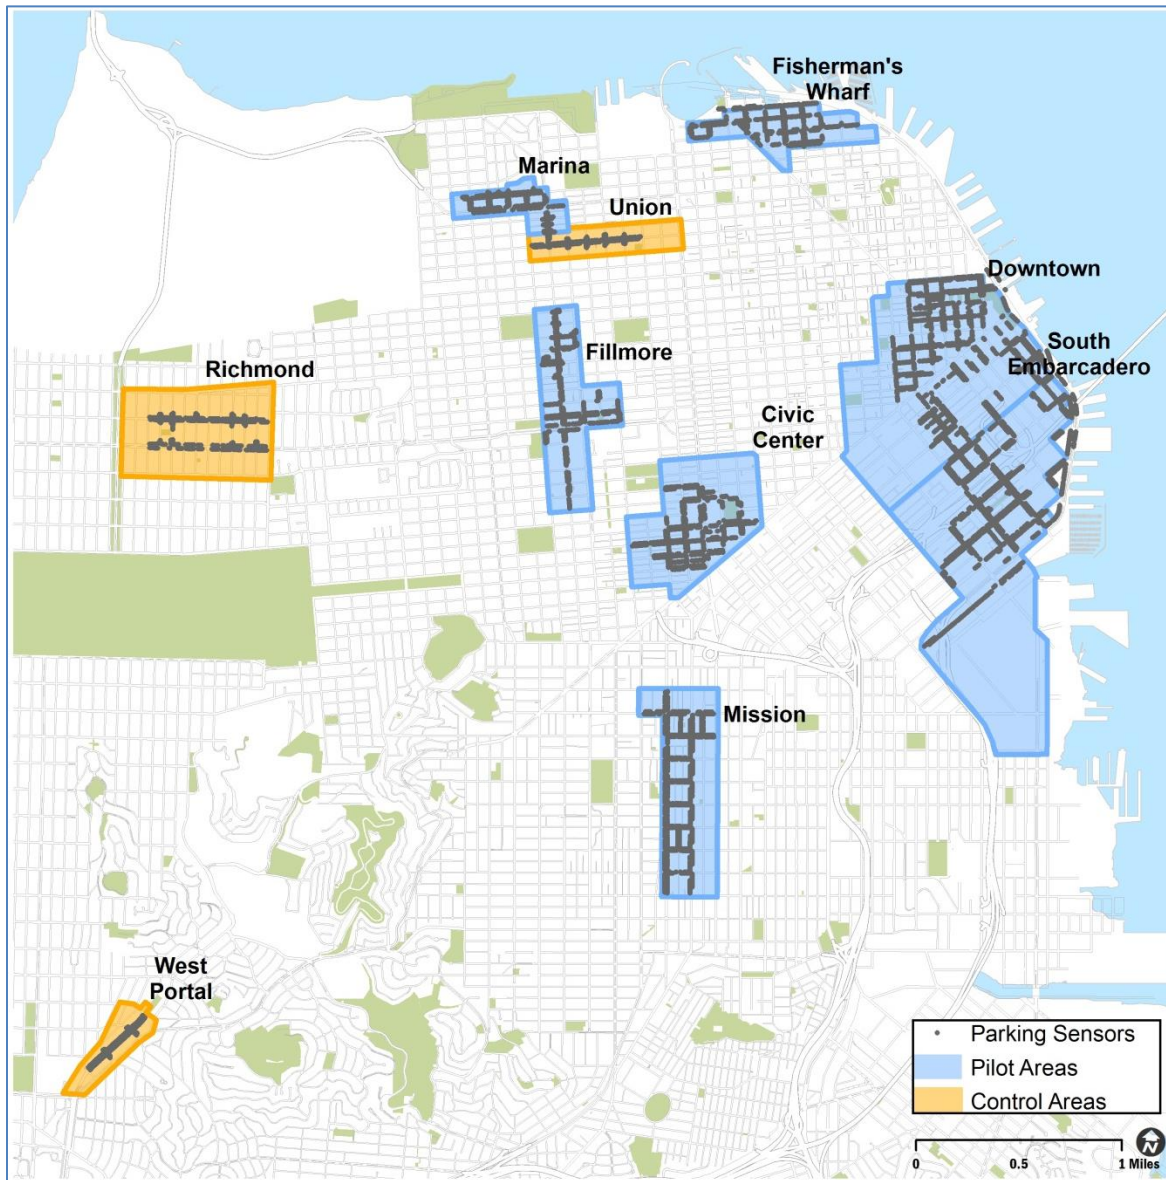 Fisherman's
Wharf
Marina
Union
Downtown
South
Embarcadero
Fillmore
Richmond
Civic
Center
Mission
West
Portal
Parking Sensors
Pilot Areas
Control Areas
N
0 0.5 1 Miles